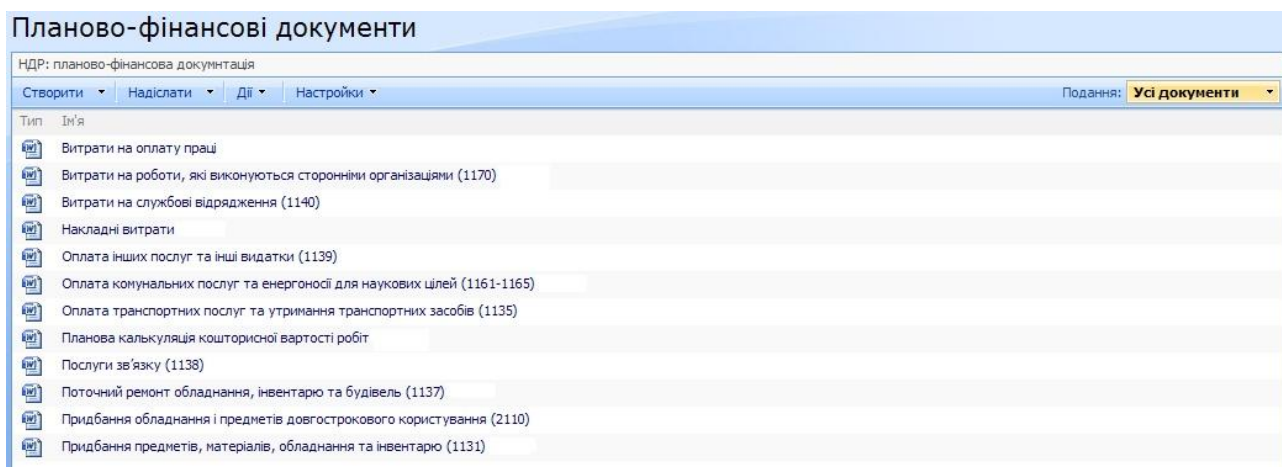 Планово-фінансові документи
НДР: планово-фінансова докумнтація
Створити Надіслати Дії Настройки Подання: Усі документи
Тип Ім'я
Витрати на оплату праці
Витрати на роботи, які виконуються сторонніми організаціями (1170)
Витрати на службові відрядження (1140)
Накладні витрати
Оплата інших послуг та інші видатки (1139)
Оплата комунальних послуг та енергоносії для наукових цілей (1161-1165)
Оплата транспортних послуг та утримання транспортних засобів (1135)
Планова калькуляція кошторисної вартості робіт
Послуги зв'язку (1138)
Поточний ремонт обладнання, інвентарю та будівель (1137)
Придбання обладнання і предметів довгострокового користування (2110)
Придбання предметів, матеріалів, обладнання та інвентарю (1131)